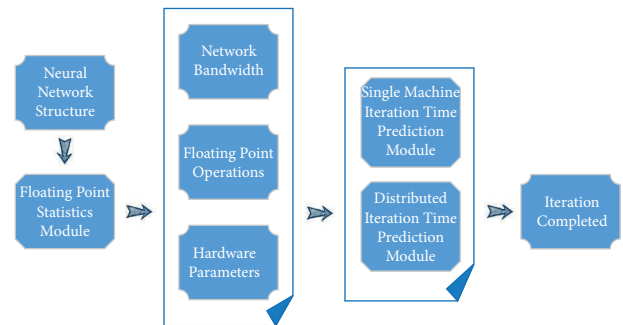 Neural
Network
Structure
Floating Point
Statistics
Module
Network
Bandwidth
Floating Point
Operations
Hardware
Parameters
Single Machine
Iteration Time
Prediction
Module
Distributed
Iteration Time
Prediction
Module
Iteration
Completed